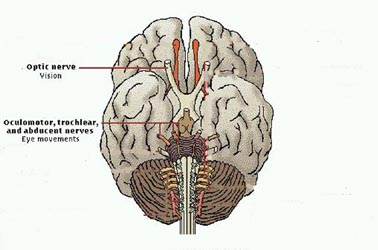 Optic nerve
Vision
Oculomotor, trochlear,
and abducent nerves
Eye movements